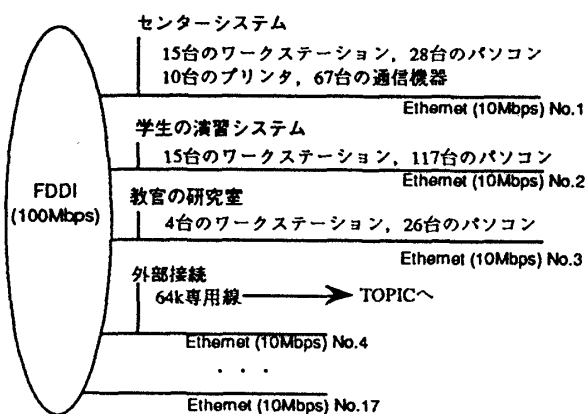 センターシステム
15台のワークステーション，28台のパソコン
10台のプリンタ，67台の通信機器
Ethernet (10Mbps) No.1
学生の演習システム
15台のワークステーション，117台のパソコン
Ethernet (10Mbps) No.2
FDDI
(100Mbps)
教官の研究室
4台のワークステーション，26台のパソコン
Ethernet (10Mbps) No.3
外部接続
64k専用線 → TOPICへ
Ethernet (10Mbps) No.4
・・・
Ethernet (10Mbps) No.17